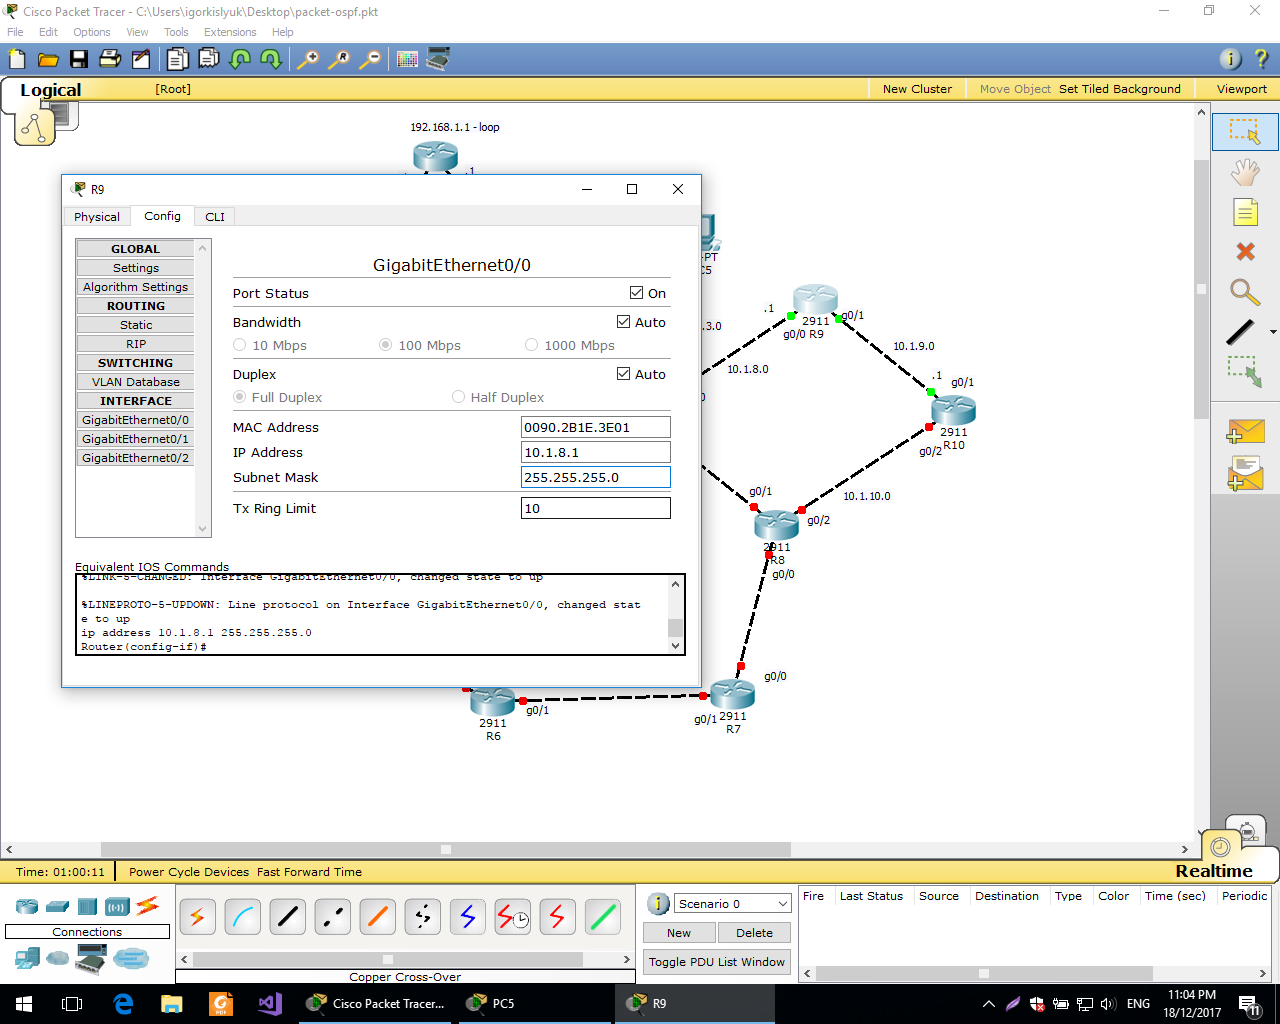 Cisco Packet Tracer - C:\Users\igorkislyuk\Desktop\packet-ospf.pkt
File Edit Options View Tools Extensions Help
Logical [Root] New Cluster Move Object Set Tiled Background Viewport
192.168.1.1 - loop
.1
R9
Physical Config CLI
GLOBAL
Settings
Algorithm Settings
ROUTING
Static
RIP
SWITCHING
VLAN Database
INTERFACE
GigabitEthernet0/0
GigabitEthernet0/1
GigabitEthernet0/2
GigabitEthernet0/0
Port Status On
Bandwidth Auto
10 Mbps 100 Mbps 1000 Mbps
Duplex Auto
Full Duplex Half Duplex
MAC Address 0090.2B1E.3E01
IP Address 10.1.8.1
Subnet Mask 255.255.255.0
Tx Ring Limit 10
Equivalent IOS Commands
%LINK-5-CHANGED: Interface GigabitEthernet0/0, changed state to up
%LINEPROTO-5-UPDOWN: Line protocol on Interface GigabitEthernet0/0, changed stat
e to up
ip address 10.1.8.1 255.255.255.0
Router(config-if)#
-PT
C5
.3.0
.1
g0/1
2911
g0/0 R9
10.1.8.0
0
10.1.9.0
.1 g0/1
2911
R10
g0/2
10.1.10.0
g0/1
g0/2
2911
R8
g0/0
g0/0
g0/1 2911
R7
g0/1
2911
R6
Time: 01:00:11 Power Cycle Devices Fast Forward Time
Realtime
Connections
Copper Cross-Over
Scenario 0
New Delete
Toggle PDU List Window
Fire Last Status Source Destination Type Color Time (sec) Periodic
Cisco Packet Tracer... PC5 R9
ENG
11:04 PM
18/12/2017
11